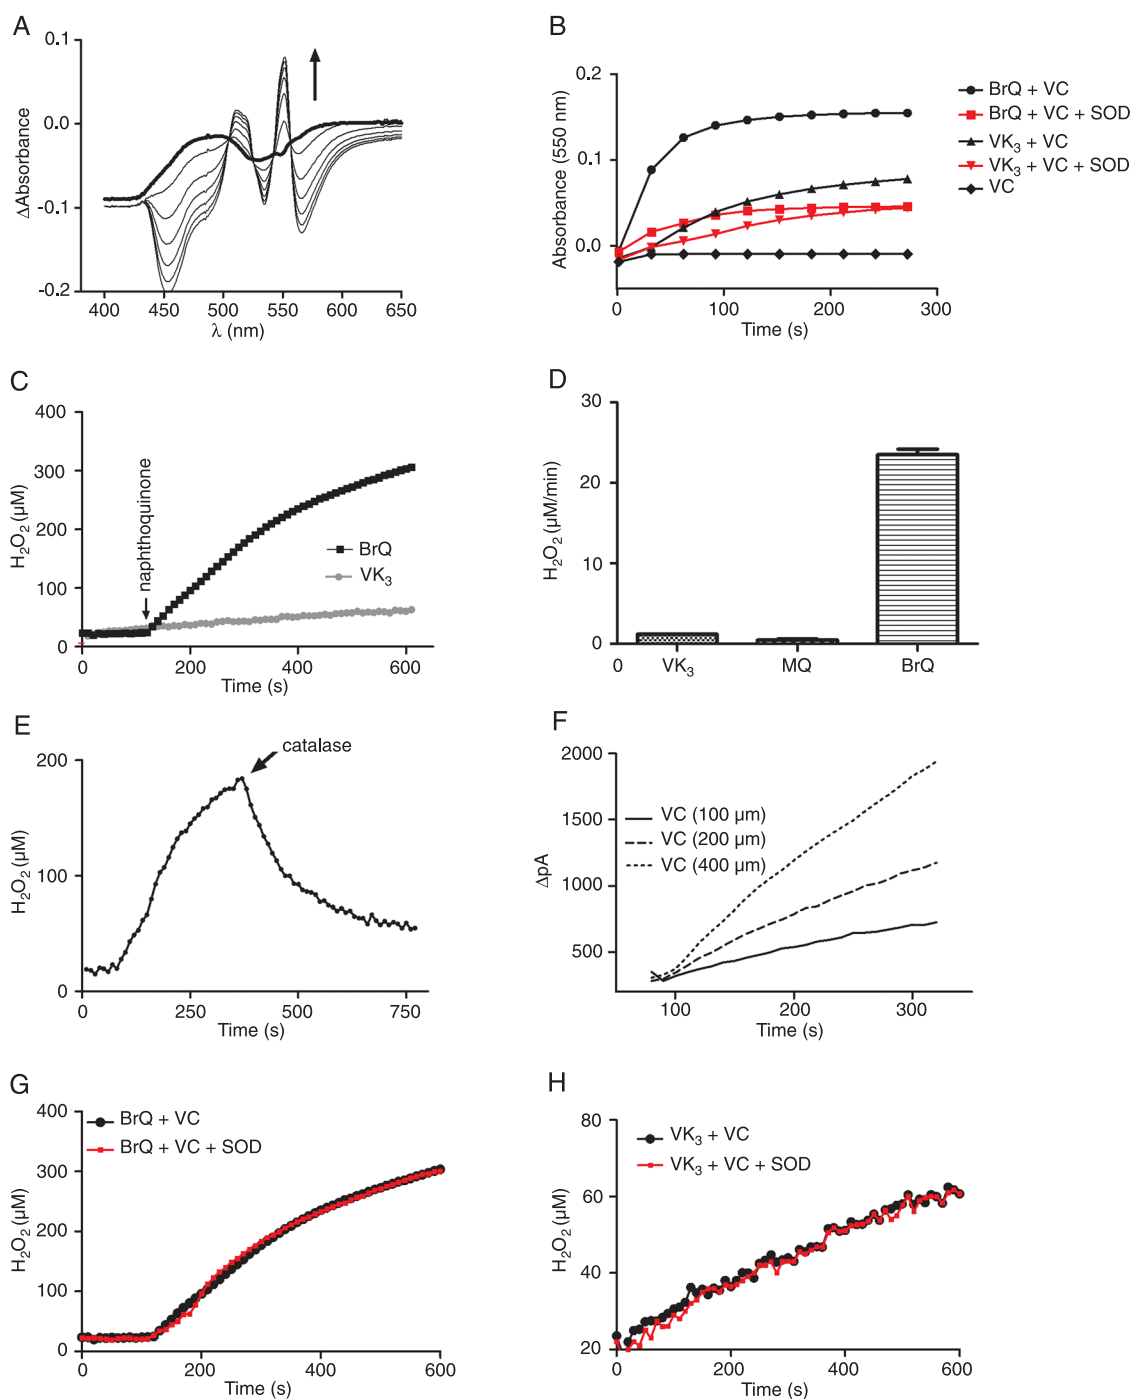 A
0.1
0.0
-0.1
-0.2
ΔAbsorbance
400 450 500 550 600 650
λ (nm)
B
0.2
0.1
0.0
Absorbance (550 nm)
0 100 200 300
Time (s)
BrQ + VC
BrQ + VC + SOD
VK₃ + VC
VK₃ + VC + SOD
VC
C
400
300
200
100
0
H₂O₂ (µM)
naphthoquinone
BrQ
VK₃
0 200 400 600
Time (s)
D
30
20
10
0
H₂O₂ (µM/min)
0 VK₃ MQ BrQ
E
200
100
0
H₂O₂ (µM)
catalase
0 250 500 750
Time (s)
F
2000
1500
1000
500
ΔpA
VC (100 µm)
VC (200 µm)
VC (400 µm)
100 200 300
Time (s)
G
400
300
200
100
0
H₂O₂ (µM)
BrQ + VC
BrQ + VC + SOD
0 200 400 600
Time (s)
H
80
60
40
20
H₂O₂ (µM)
VK₃ + VC
VK₃ + VC + SOD
0 200 400 600
Time (s)